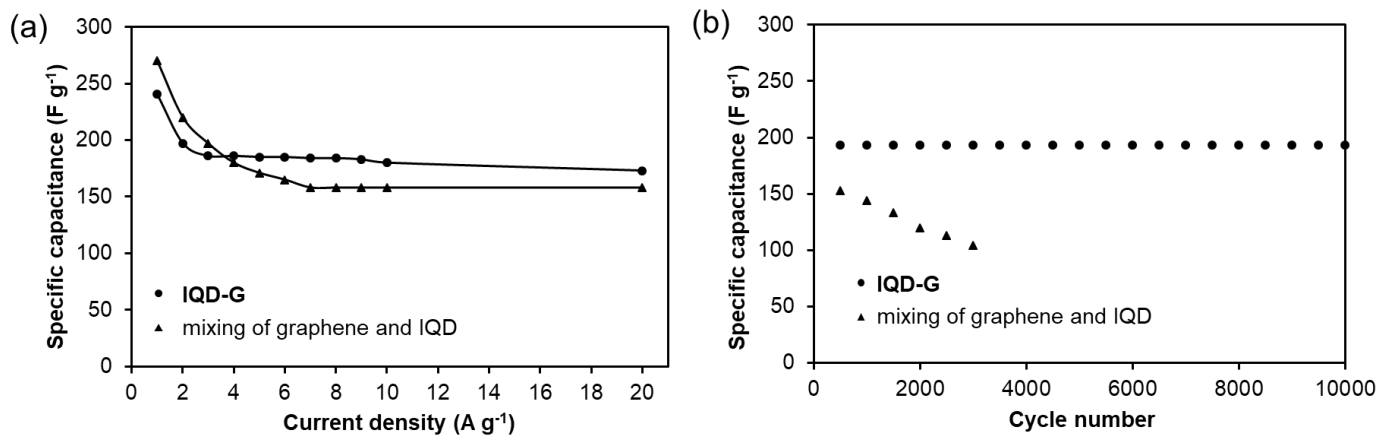 (a)
300
250
200
150
100
50
0
Specific capacitance (F g⁻¹)
IQD-G
mixing of graphene and IQD
0 2 4 6 8 10 12 14 16 18 20
Current density (A g⁻¹)
(b)
300
250
200
150
100
50
0
Specific capacitance (F g⁻¹)
IQD-G
mixing of graphene and IQD
0 2000 4000 6000 8000 10000
Cycle number